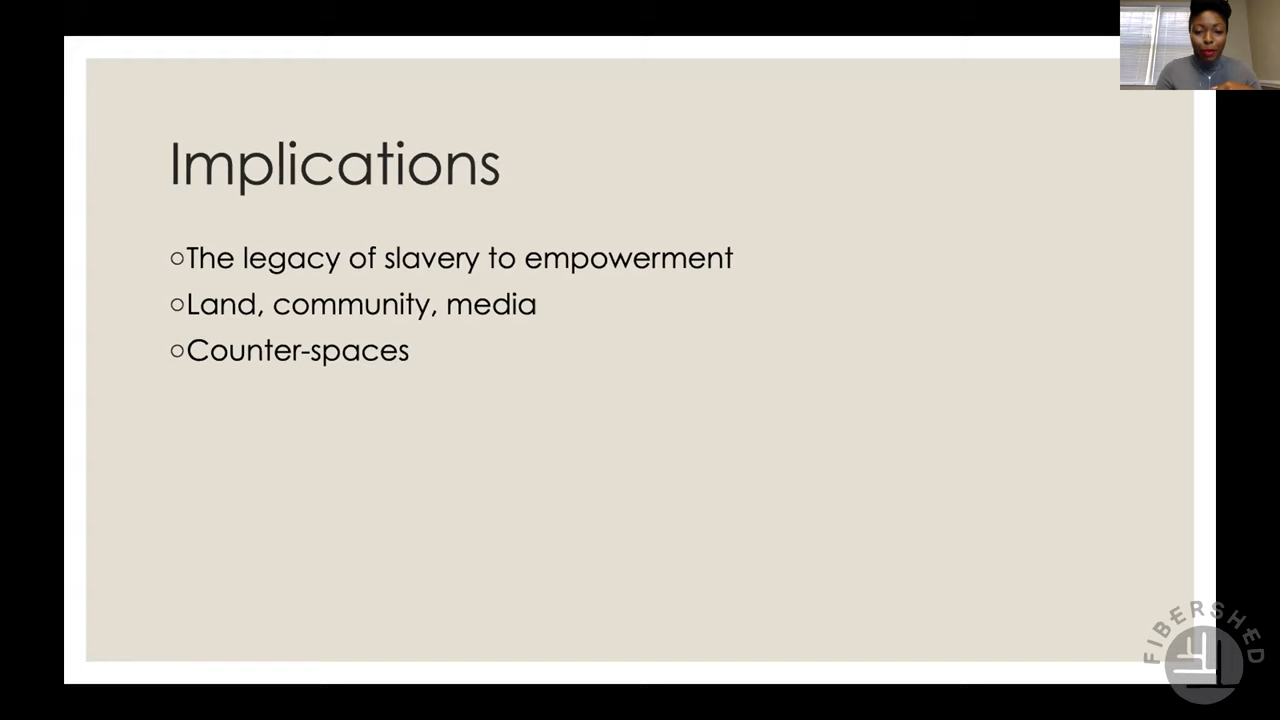 Implications
○The legacy of slavery to empowerment
○Land, community, media
○Counter-spaces
FIBERSHED